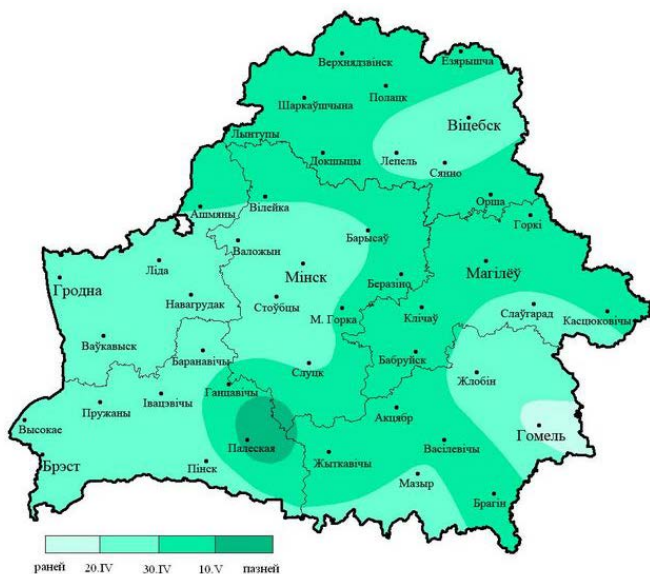 Верхнядзвінск
Езярышча
Полацк
Шаркаўшчына
Віцебск
Лынтупы
Докшыцы
Лепель
Сянно
Орша
Вілейка
Ашмяны
Горкі
Барысаў
Валожын
Ліда
Мінск
Магілёў
Беразіно
Гродна
Навагрудак
Стоўбцы
М. Горка
Клічаў
Слаўгарад
Касцюковічы
Ваўкавыск
Баранавічы
Бабруйск
Слуцк
Жлобін
Ганцавічы
Івацэвічы
Пружаны
Акцябр
Высокае
Гомель
Палеская
Васілевічы
Жыткавічы
Брэст
Пінск
Мазыр
Брагін
раней 20.IV 30.IV 10.V пазней